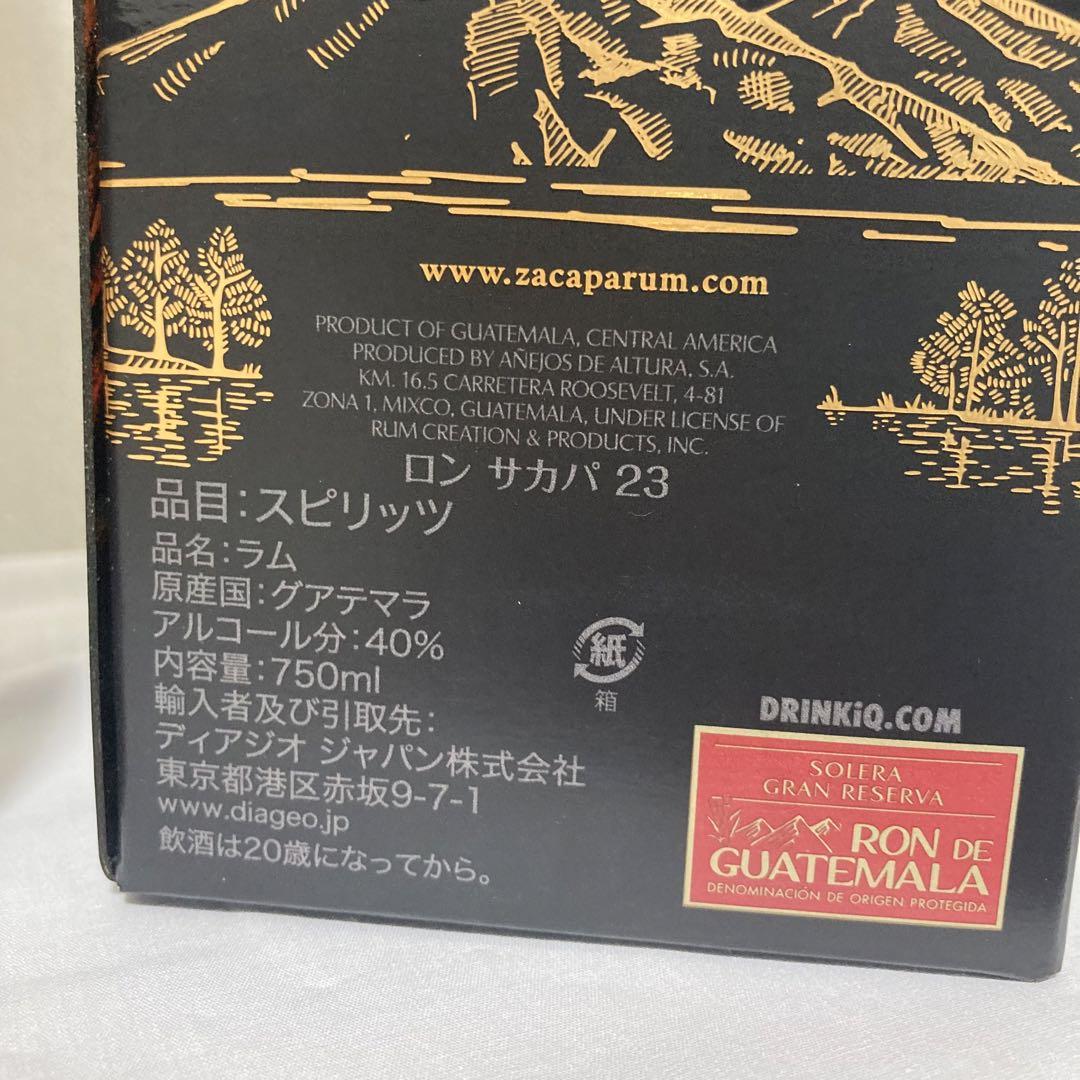 www.zacaparum.com
PRODUCT OF GUATEMALA, CENTRAL AMERICA
PRODUCED BY AÑEJOS DE ALTURA, S.A.
KM. 16.5 CARRETERA ROOSEVELT, 4-81
ZONA 1, MIXCO, GUATEMALA, UNDER LICENSE OF
RUM CREATION & PRODUCTS, INC.
ロン サカパ 23
品目:スピリッツ
品名:ラム
原産国:グアテマラ
アルコール分:40%
内容量:750ml
輸入者及び引取先:
ディアジオ ジャパン株式会社
東京都港区赤坂9-7-1
www.diageo.jp
飲酒は20歳になってから。
紙
箱
DRINKiQ.COM
SOLERA
GRAN RESERVA
RON DE
GUATEMALA
DENOMINACIÓN DE ORIGEN PROTEGIDA